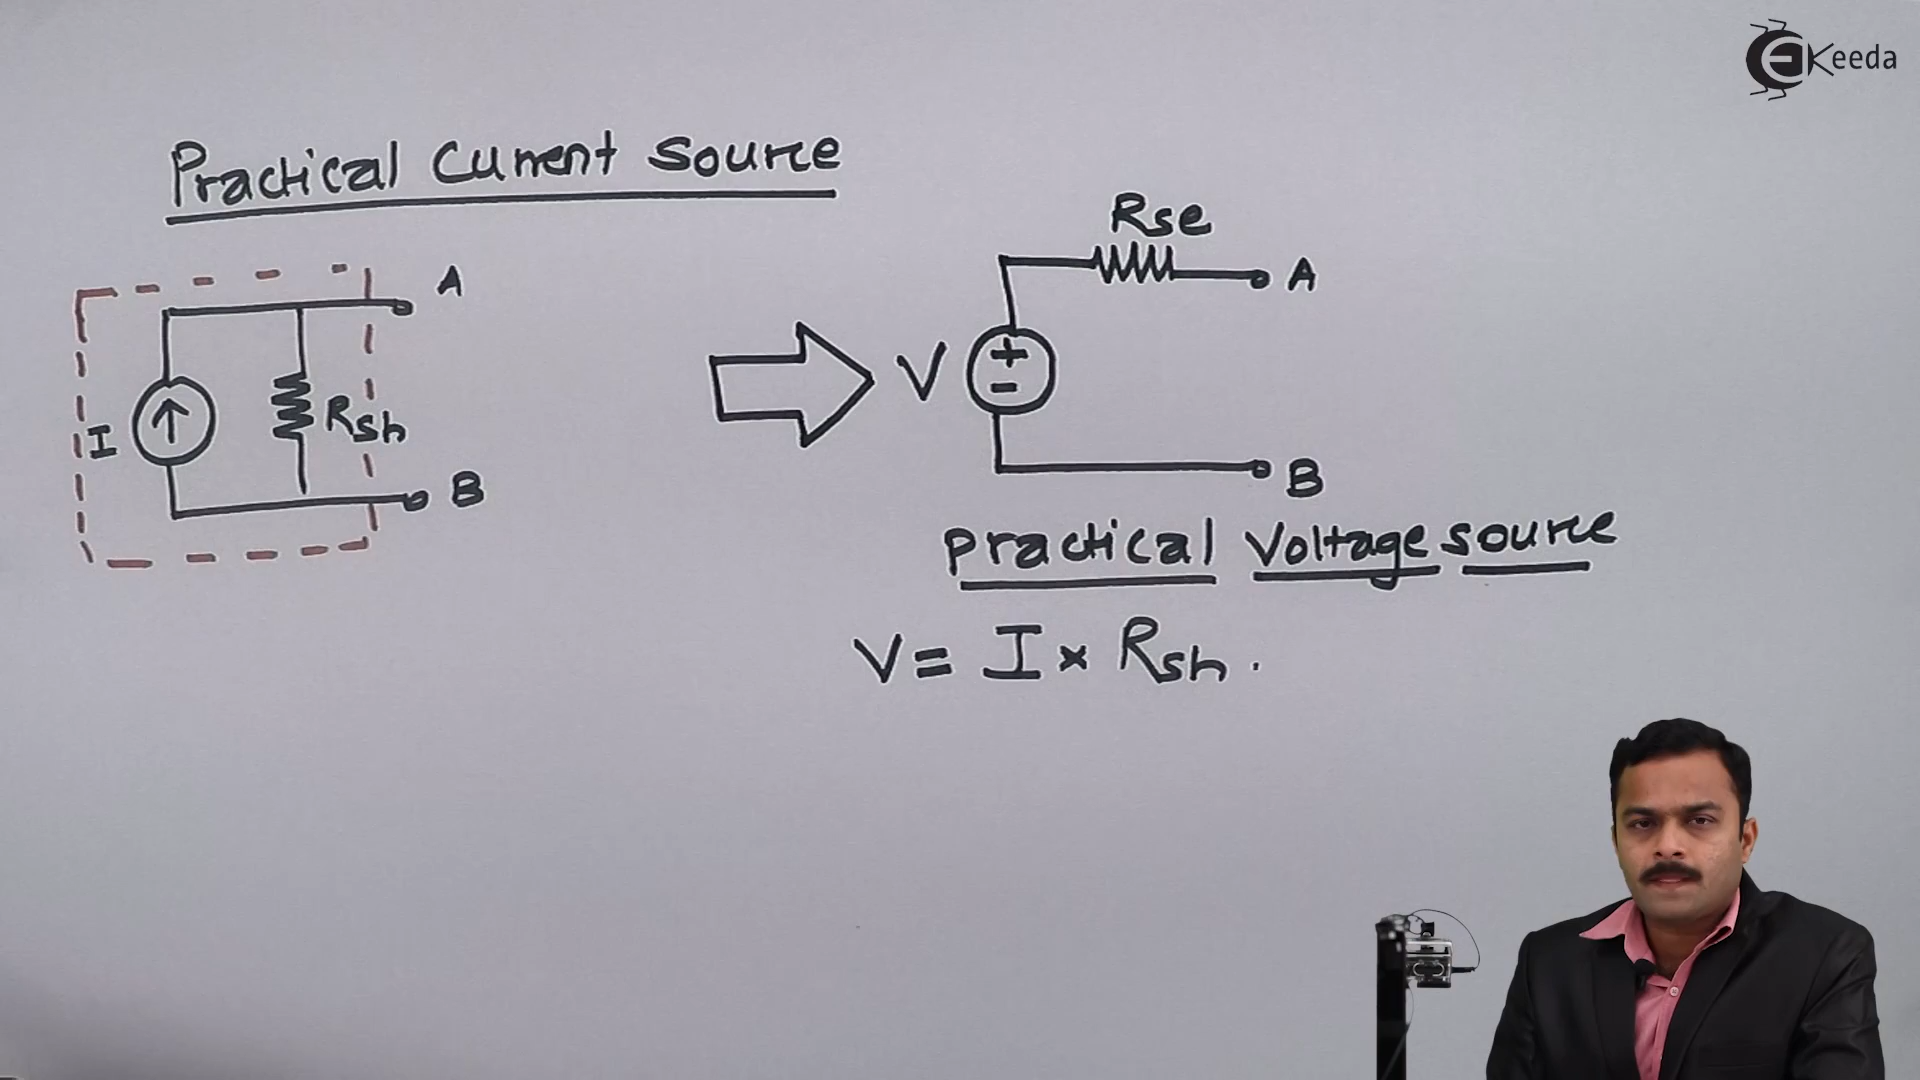 EKeeda
Practical Current Source
A
I
Rsh
B
Rse
A
V
+
-
B
Practical Voltage source
V = I × Rsh .